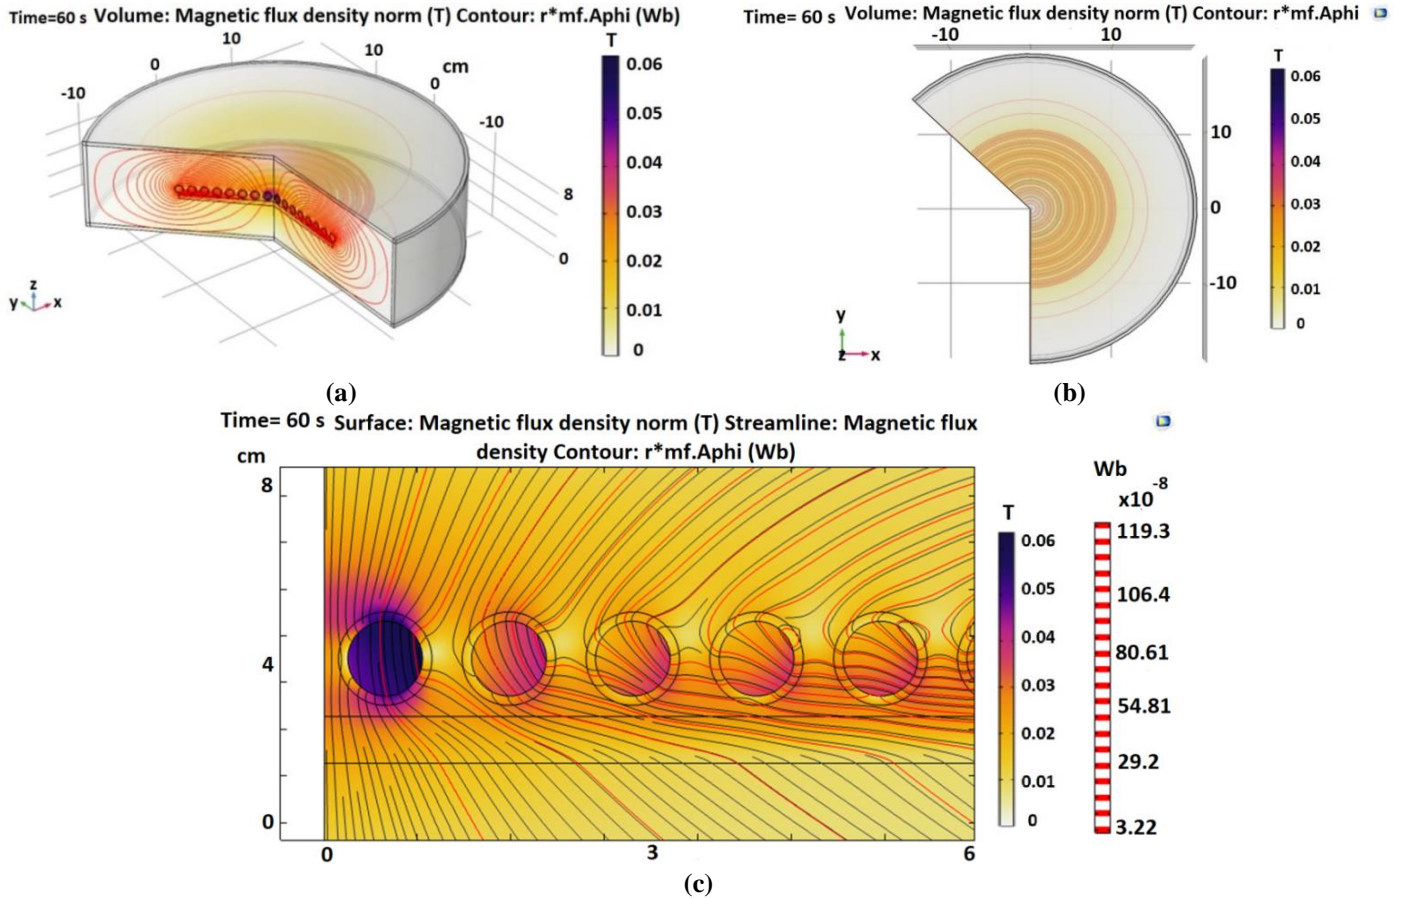 Time=60 s Volume: Magnetic flux density norm (T) Contour: r*mf.Aphi (Wb)
10
10
0
cm
0
-10
-10
8
0
T
0.06
0.05
0.04
0.03
0.02
0.01
0
z
y
x
(a)
Time= 60 s Volume: Magnetic flux density norm (T) Contour: r*mf.Aphi
-10
10
10
0
-10
T
0.06
0.05
0.04
0.03
0.02
0.01
0
y
z
x
(b)
Time= 60 s Surface: Magnetic flux density norm (T) Streamline: Magnetic flux
density Contour: r*mf.Aphi (Wb)
cm
8
4
0
0
3
6
T
0.06
0.05
0.04
0.03
0.02
0.01
0
Wb
x10-8
119.3
106.4
80.61
54.81
29.2
3.22
(c)